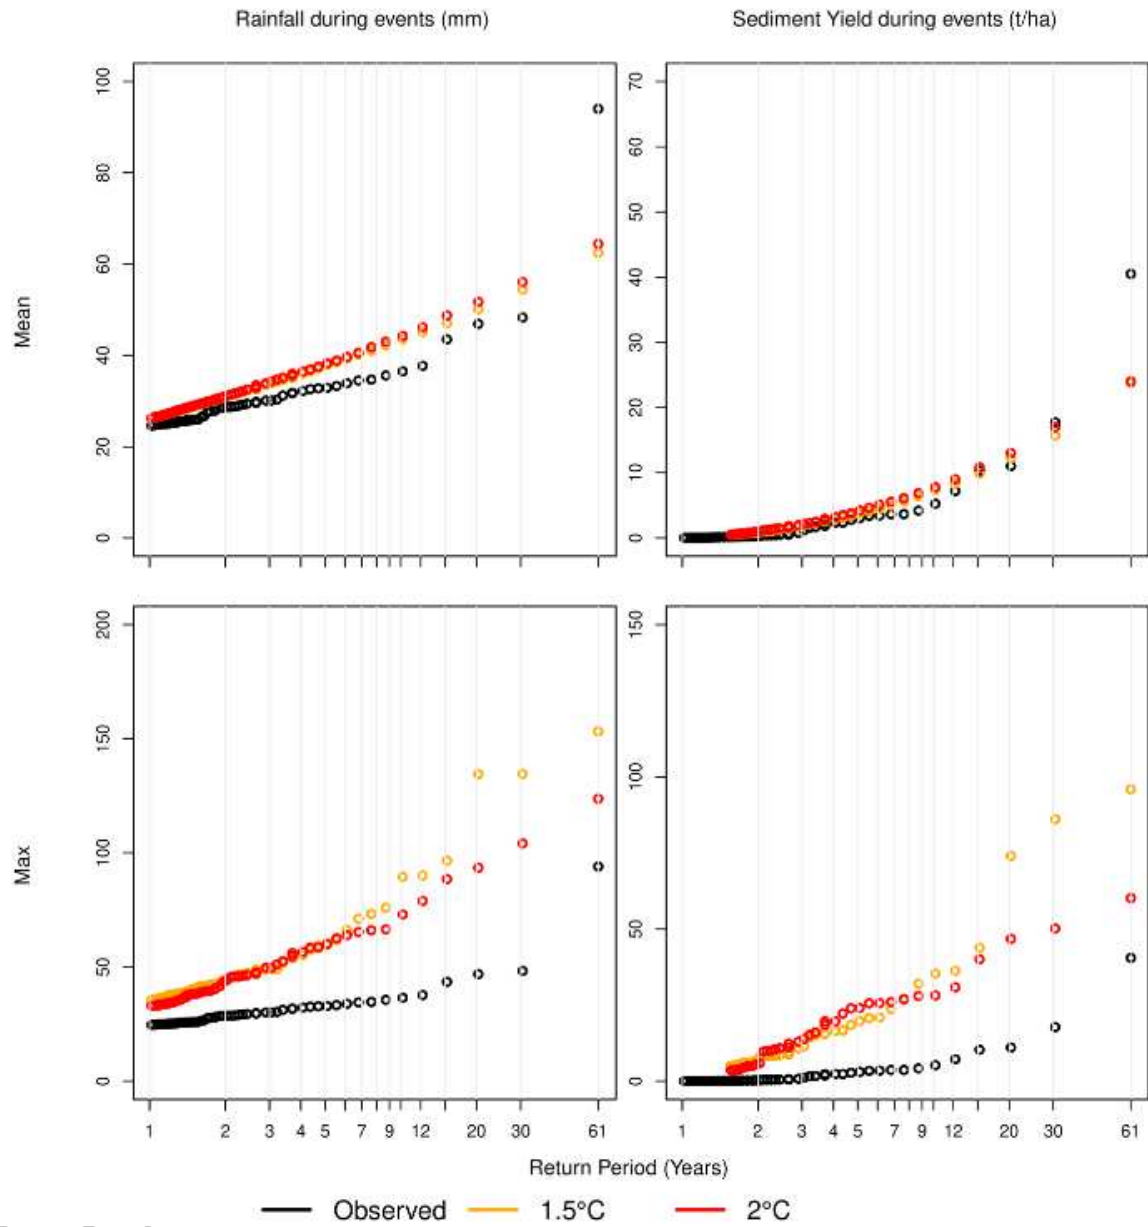 Rainfall during events (mm)
Sediment Yield during events (t/ha)
Mean
100
80
60
40
20
0
70
60
50
40
30
20
10
0
Max
200
150
100
50
0
150
100
50
0
1 2 3 4 5 7 9 12 20 30 61
1 2 3 4 5 7 9 12 20 30 61
Return Period (Years)
Observed 1.5°C 2°C